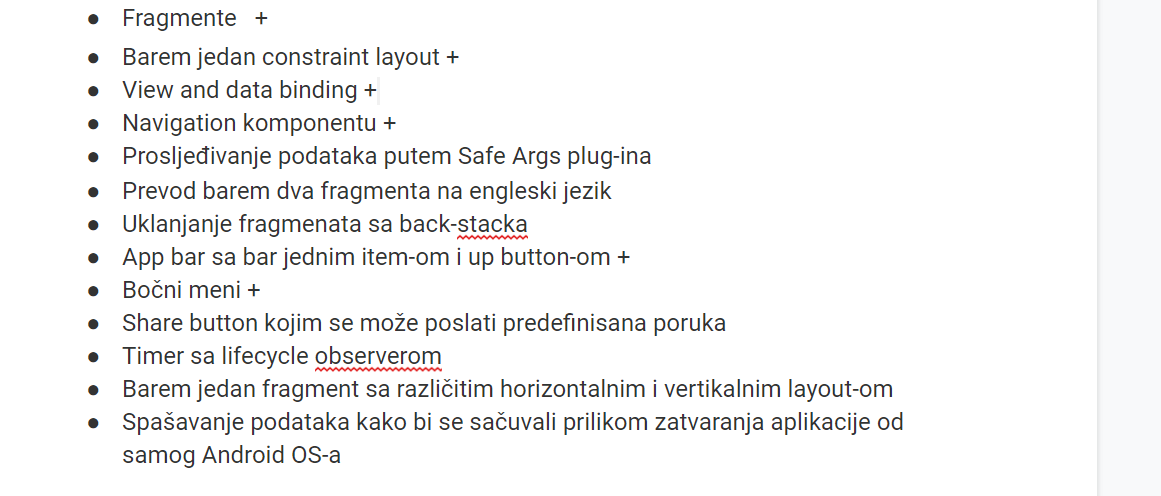 ● Fragmente +
● Barem jedan constraint layout +
● View and data binding +
● Navigation komponentu +
● Prosljeđivanje podataka putem Safe Args plug-ina
● Prevod barem dva fragmenta na engleski jezik
● Uklanjanje fragmenata sa back-stacka
● App bar sa bar jednim item-om i up button-om +
● Bočni meni +
● Share button kojim se može poslati predefinisana poruka
● Timer sa lifecycle observerom
● Barem jedan fragment sa različitim horizontalnim i vertikalnim layout-om
● Spašavanje podataka kako bi se sačuvali prilikom zatvaranja aplikacije od
samog Android OS-a